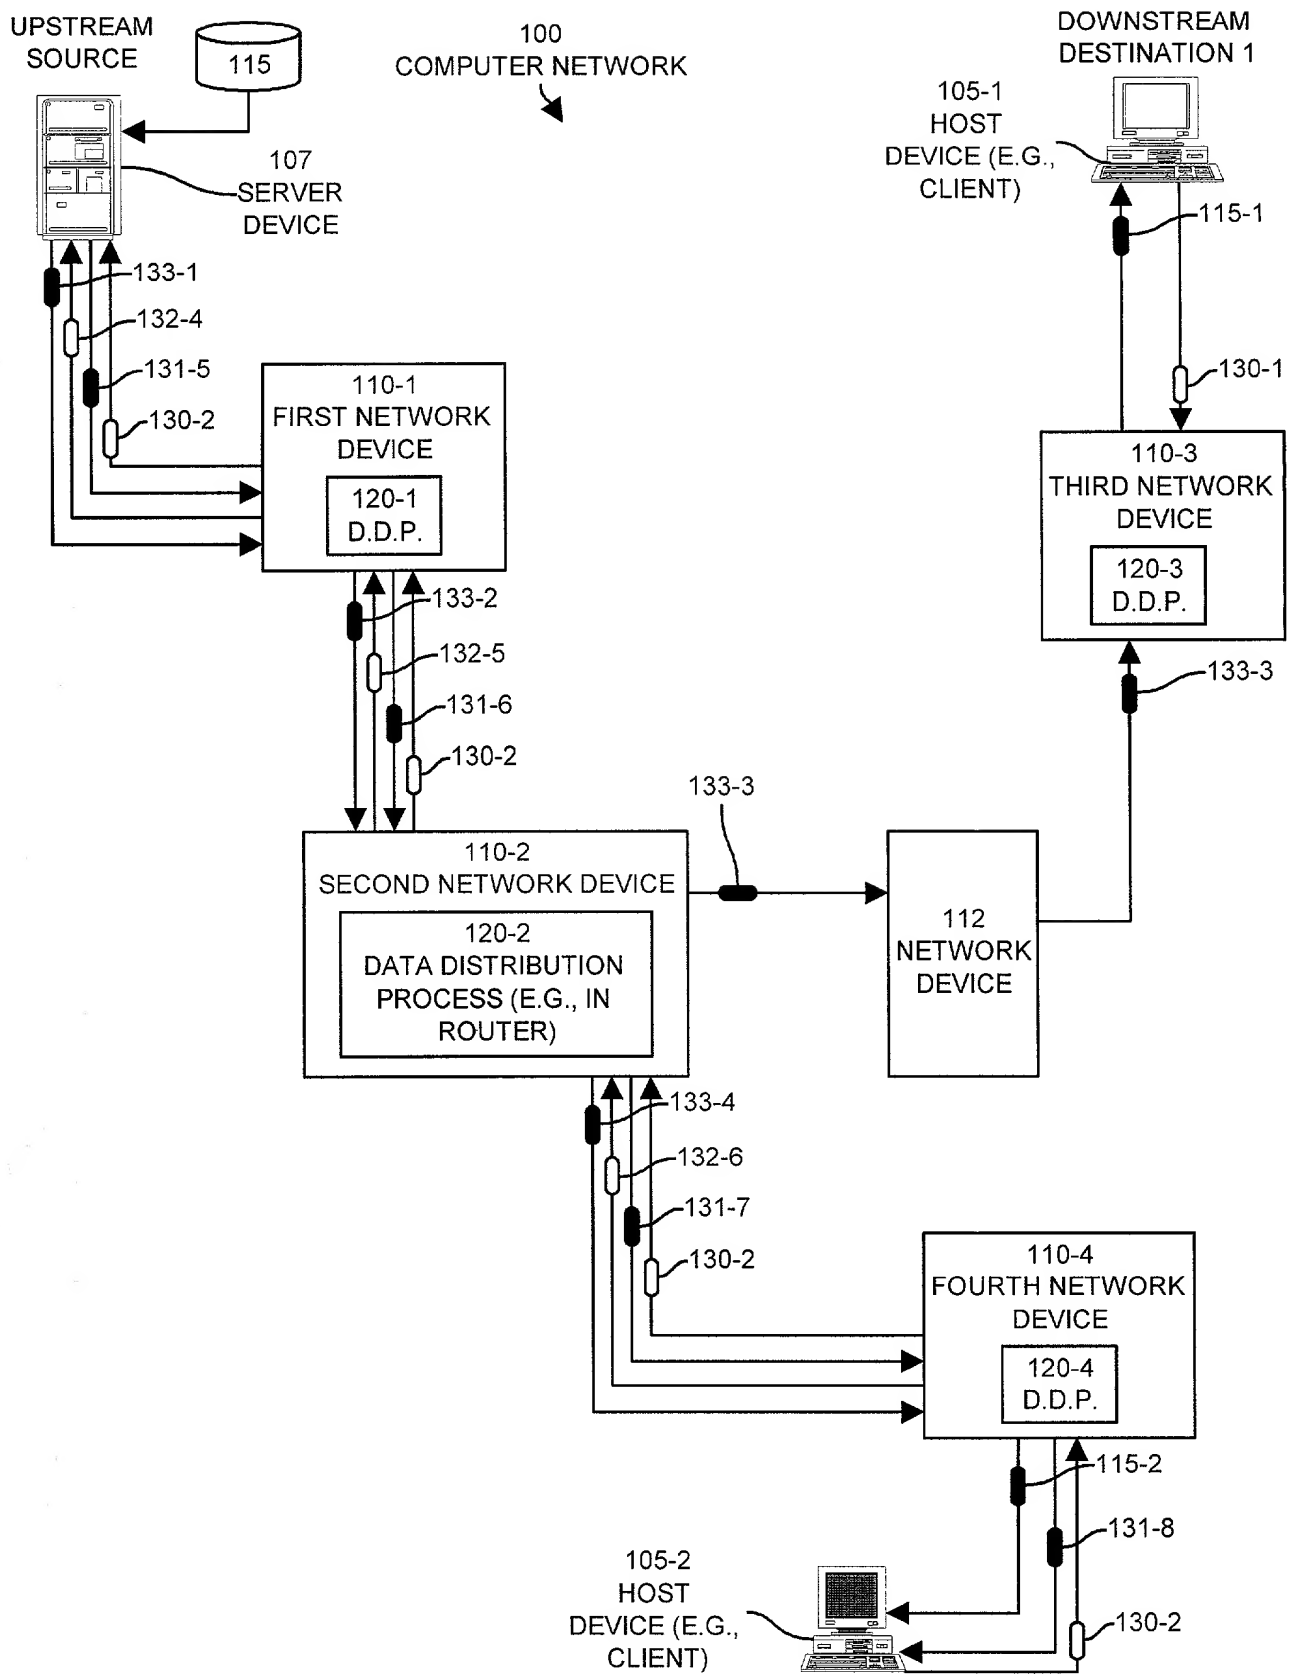 UPSTREAM
SOURCE
115
100
COMPUTER NETWORK
DOWNSTREAM
DESTINATION 1
105-1
HOST
DEVICE (E.G.,
CLIENT)
107
SERVER
DEVICE
115-1
133-1
132-4
131-5
130-2
130-1
110-1
FIRST NETWORK
DEVICE
120-1
D.D.P.
110-3
THIRD NETWORK
DEVICE
120-3
D.D.P.
133-2
132-5
131-6
130-2
133-3
133-3
110-2
SECOND NETWORK DEVICE
120-2
DATA DISTRIBUTION
PROCESS (E.G., IN
ROUTER)
112
NETWORK
DEVICE
133-4
132-6
131-7
130-2
110-4
FOURTH NETWORK
DEVICE
120-4
D.D.P.
115-2
131-8
130-2
105-2
HOST
DEVICE (E.G.,
CLIENT)